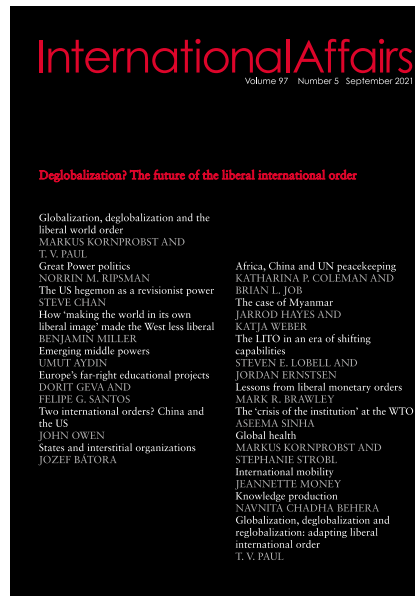 International Affairs
Volume 97 Number 5 September 2021
Deglobalization? The future of the liberal international order
Globalization, deglobalization and the
liberal world order
MARKUS KORNPROBST AND
T. V. PAUL
Great Power politics
NORRIN M. RIPSMAN
The US hegemon as a revisionist power
STEVE CHAN
How ‘making the world in its own
liberal image’ made the West less liberal
BENJAMIN MILLER
Emerging middle powers
UMUT AYDIN
Europe’s far-right educational projects
DORIT GEVA AND
FELIPE G. SANTOS
Two international orders? China and
the US
JOHN OWEN
States and interstitial organizations
JOZEF BÁTORA
Africa, China and UN peacekeeping
KATHARINA P. COLEMAN AND
BRIAN L. JOB
The case of Myanmar
JARROD HAYES AND
KATJA WEBER
The LITO in an era of shifting
capabilities
STEVEN E. LOBELL AND
JORDAN ERNSTSEN
Lessons from liberal monetary orders
MARK R. BRAWLEY
The ‘crisis of the institution’ at the WTO
ASEEMA SINHA
Global health
MARKUS KORNPROBST AND
STEPHANIE STROBL
International mobility
JEANNETTE MONEY
Knowledge production
NAVNITA CHADHA BEHERA
Globalization, deglobalization and
reglobalization: adapting liberal
international order
T. V. PAUL